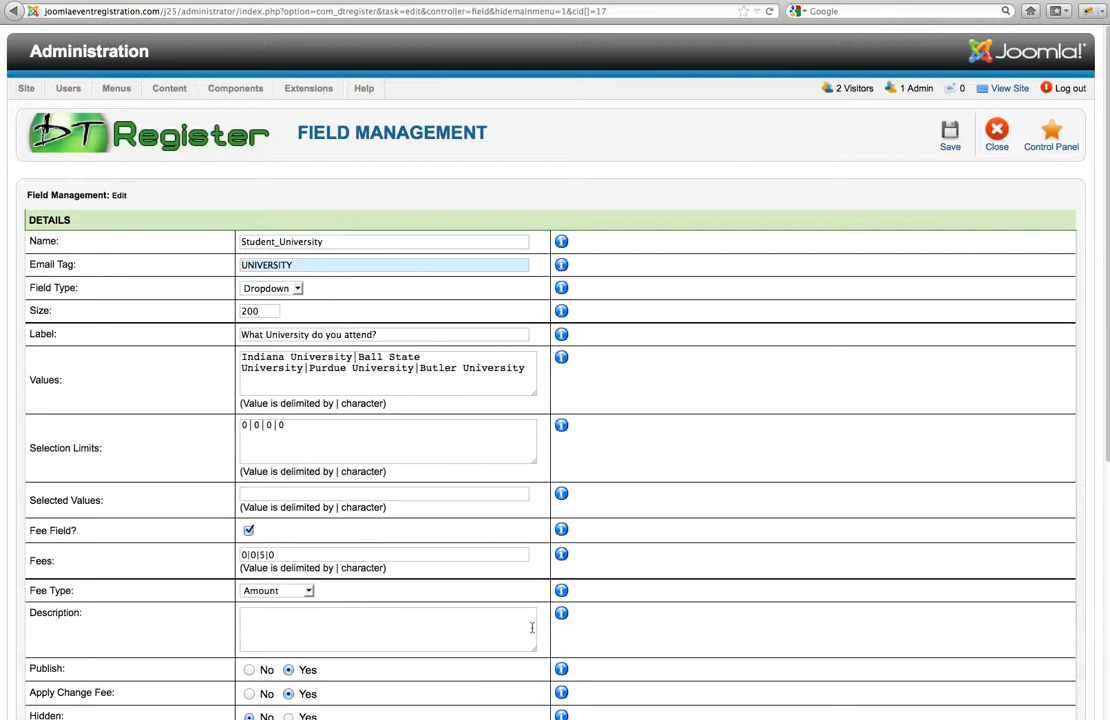 joomlaeventregistration.com/j25/administrator/index.php?option=com_dtregister&task=edit&controller=field&hidemainmenu=1&cid[]=17
Google
Administration
Joomla!
Site Users Menus Content Components Extensions Help
2 Visitors 1 Admin 0 View Site Log out
DT Register
FIELD MANAGEMENT
Save Close Control Panel
Field Management: Edit
DETAILS
Name: Student_University
Email Tag: UNIVERSITY
Field Type: Dropdown
Size: 200
Label: What University do you attend?
Values: Indiana University|Ball State
University|Purdue University|Butler University
(Value is delimited by | character)
Selection Limits: 0|0|0|0
(Value is delimited by | character)
Selected Values:
(Value is delimited by | character)
Fee Field?
Fees: 0|0|5|0
(Value is delimited by | character)
Fee Type: Amount
Description:
Publish: No Yes
Apply Change Fee: No Yes
Hidden: No Yes